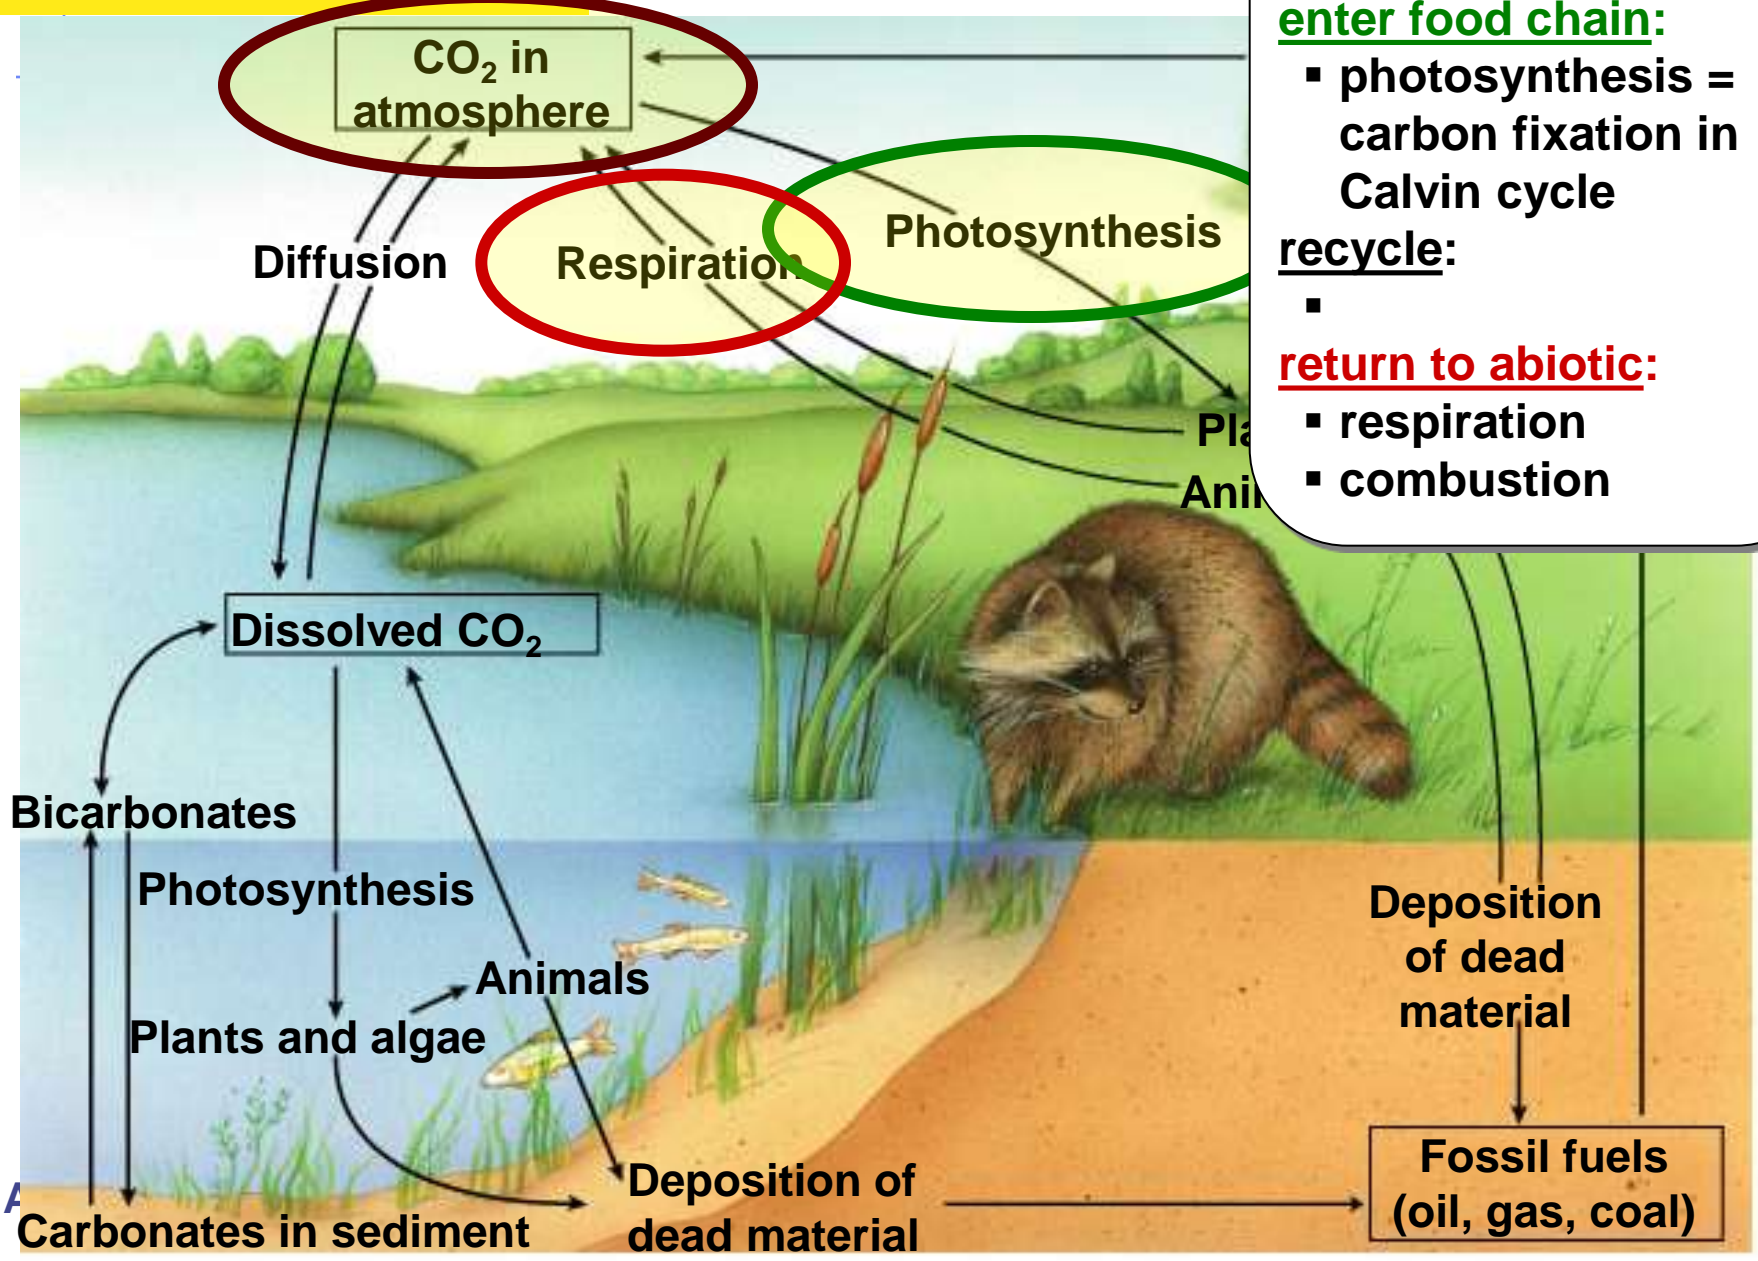 CO₂ in
atmosphere
Diffusion
Respiration
Photosynthesis
enter food chain:
▪ photosynthesis =
carbon fixation in
Calvin cycle
recycle:
▪
return to abiotic:
▪ respiration
▪ combustion
Dissolved CO₂
Bicarbonates
Photosynthesis
Animals
Plants and algae
Carbonates in sediment
Deposition of
dead material
Deposition
of dead
material
Fossil fuels
(oil, gas, coal)